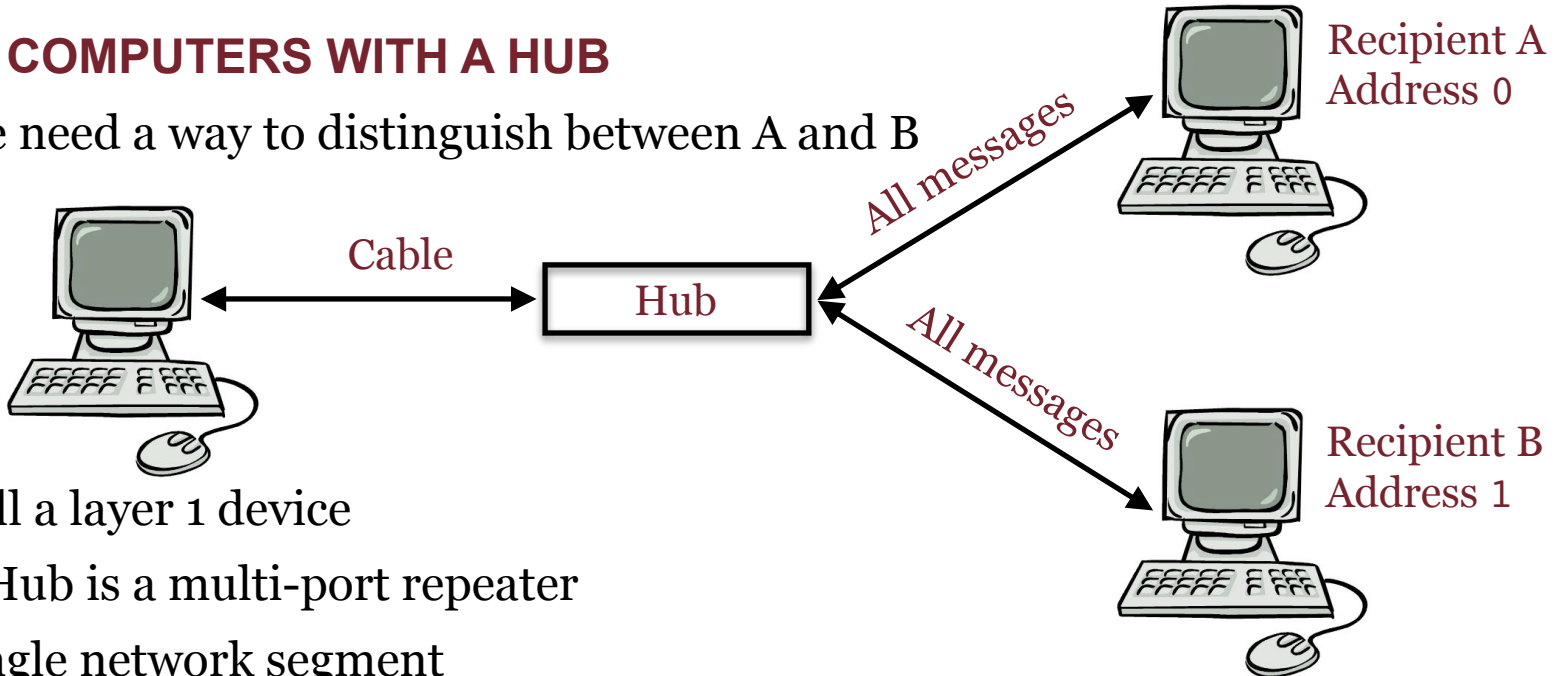 COMPUTERS WITH A HUB
e need a way to distinguish between A and B
Recipient A
Address 0
All messages
Cable
Hub
All messages
Recipient B
Address 1
ll a layer 1 device
Hub is a multi-port repeater
ngle network segment